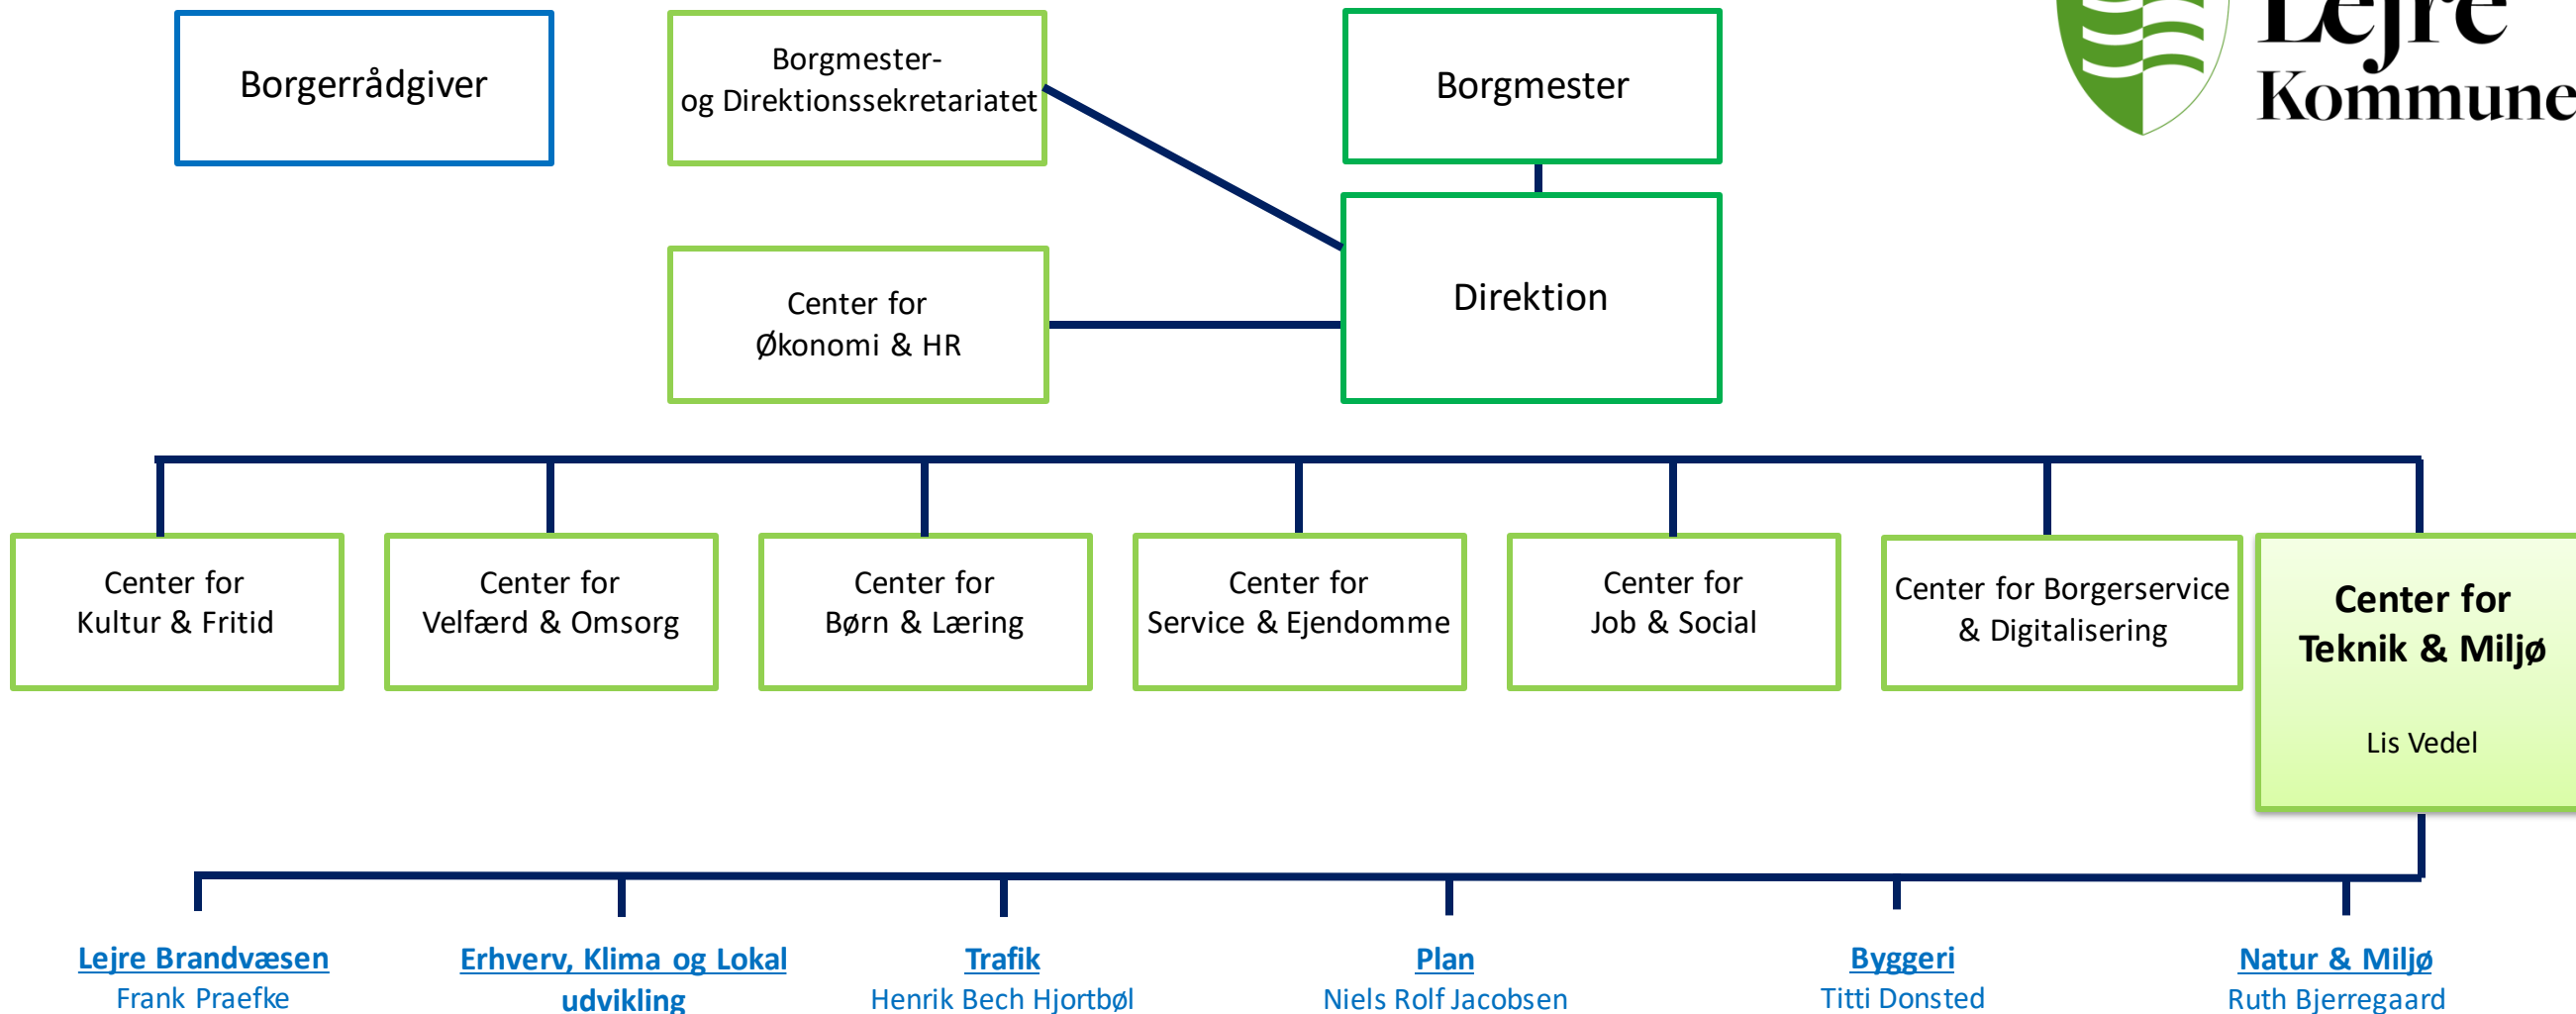 Lejre
Kommune
Borgerrådgiver
Borgmester-
og Direktionssekretariatet
Borgmester
Direktion
Center for
Økonomi & HR
Center for
Kultur & Fritid
Center for
Velfærd & Omsorg
Center for
Børn & Læring
Center for
Service & Ejendomme
Center for
Job & Social
Center for Borgerservice
& Digitalisering
Center for
Teknik & Miljø
Lis Vedel
Lejre Brandvæsen
Frank Praefke
Erhverv, Klima og Lokal
udvikling
Trafik
Henrik Bech Hjortbøl
Plan
Niels Rolf Jacobsen
Byggeri
Titti Donsted
Natur & Miljø
Ruth Bjerregaard